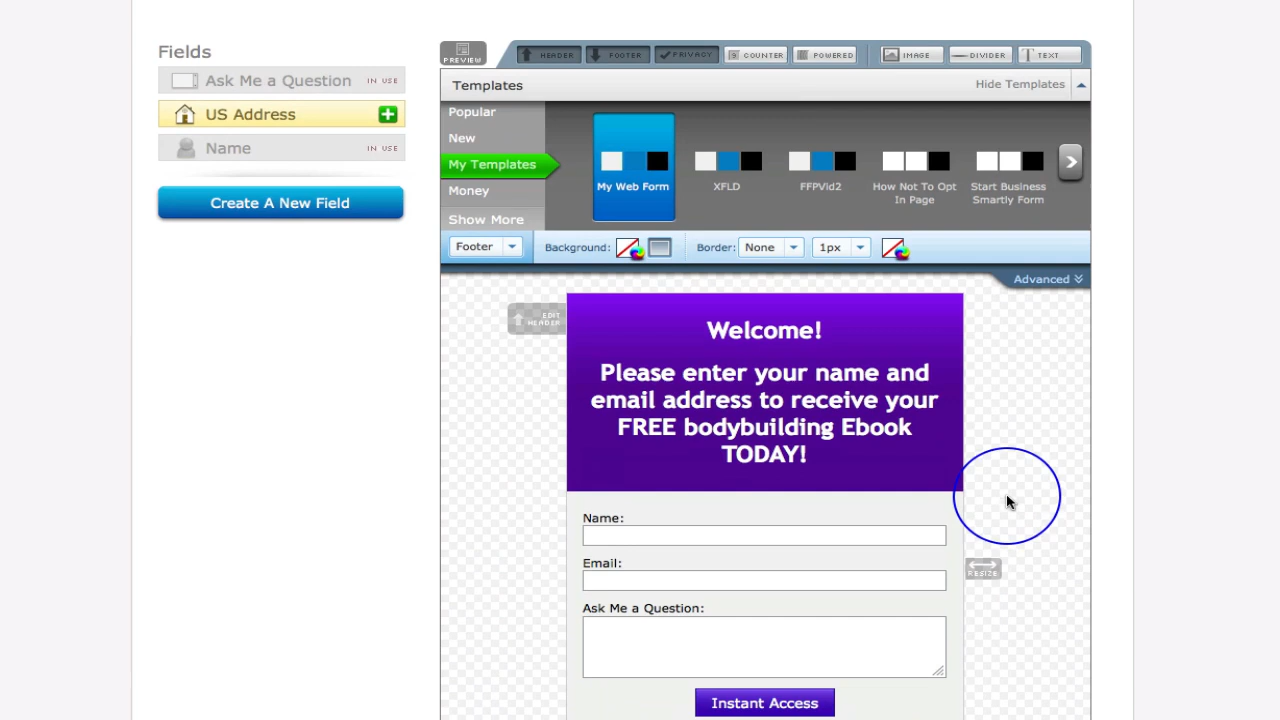 Fields
Ask Me a Question IN USE
US Address
Name IN USE
Create A New Field
PREVIEW
HEADER FOOTER PRIVACY COUNTER POWERED IMAGE DIVIDER TEXT
Templates
Hide Templates
Popular
New
My Templates
Money
Show More
My Web Form
XFLD
FFPVid2
How Not To Opt
In Page
Start Business
Smartly Form
Footer Background: Border: None 1px
Advanced
EDIT
HEADER
Welcome!
Please enter your name and
email address to receive your
FREE bodybuilding Ebook
TODAY!
Name:
Email:
RESIZE
Ask Me a Question:
Instant Access